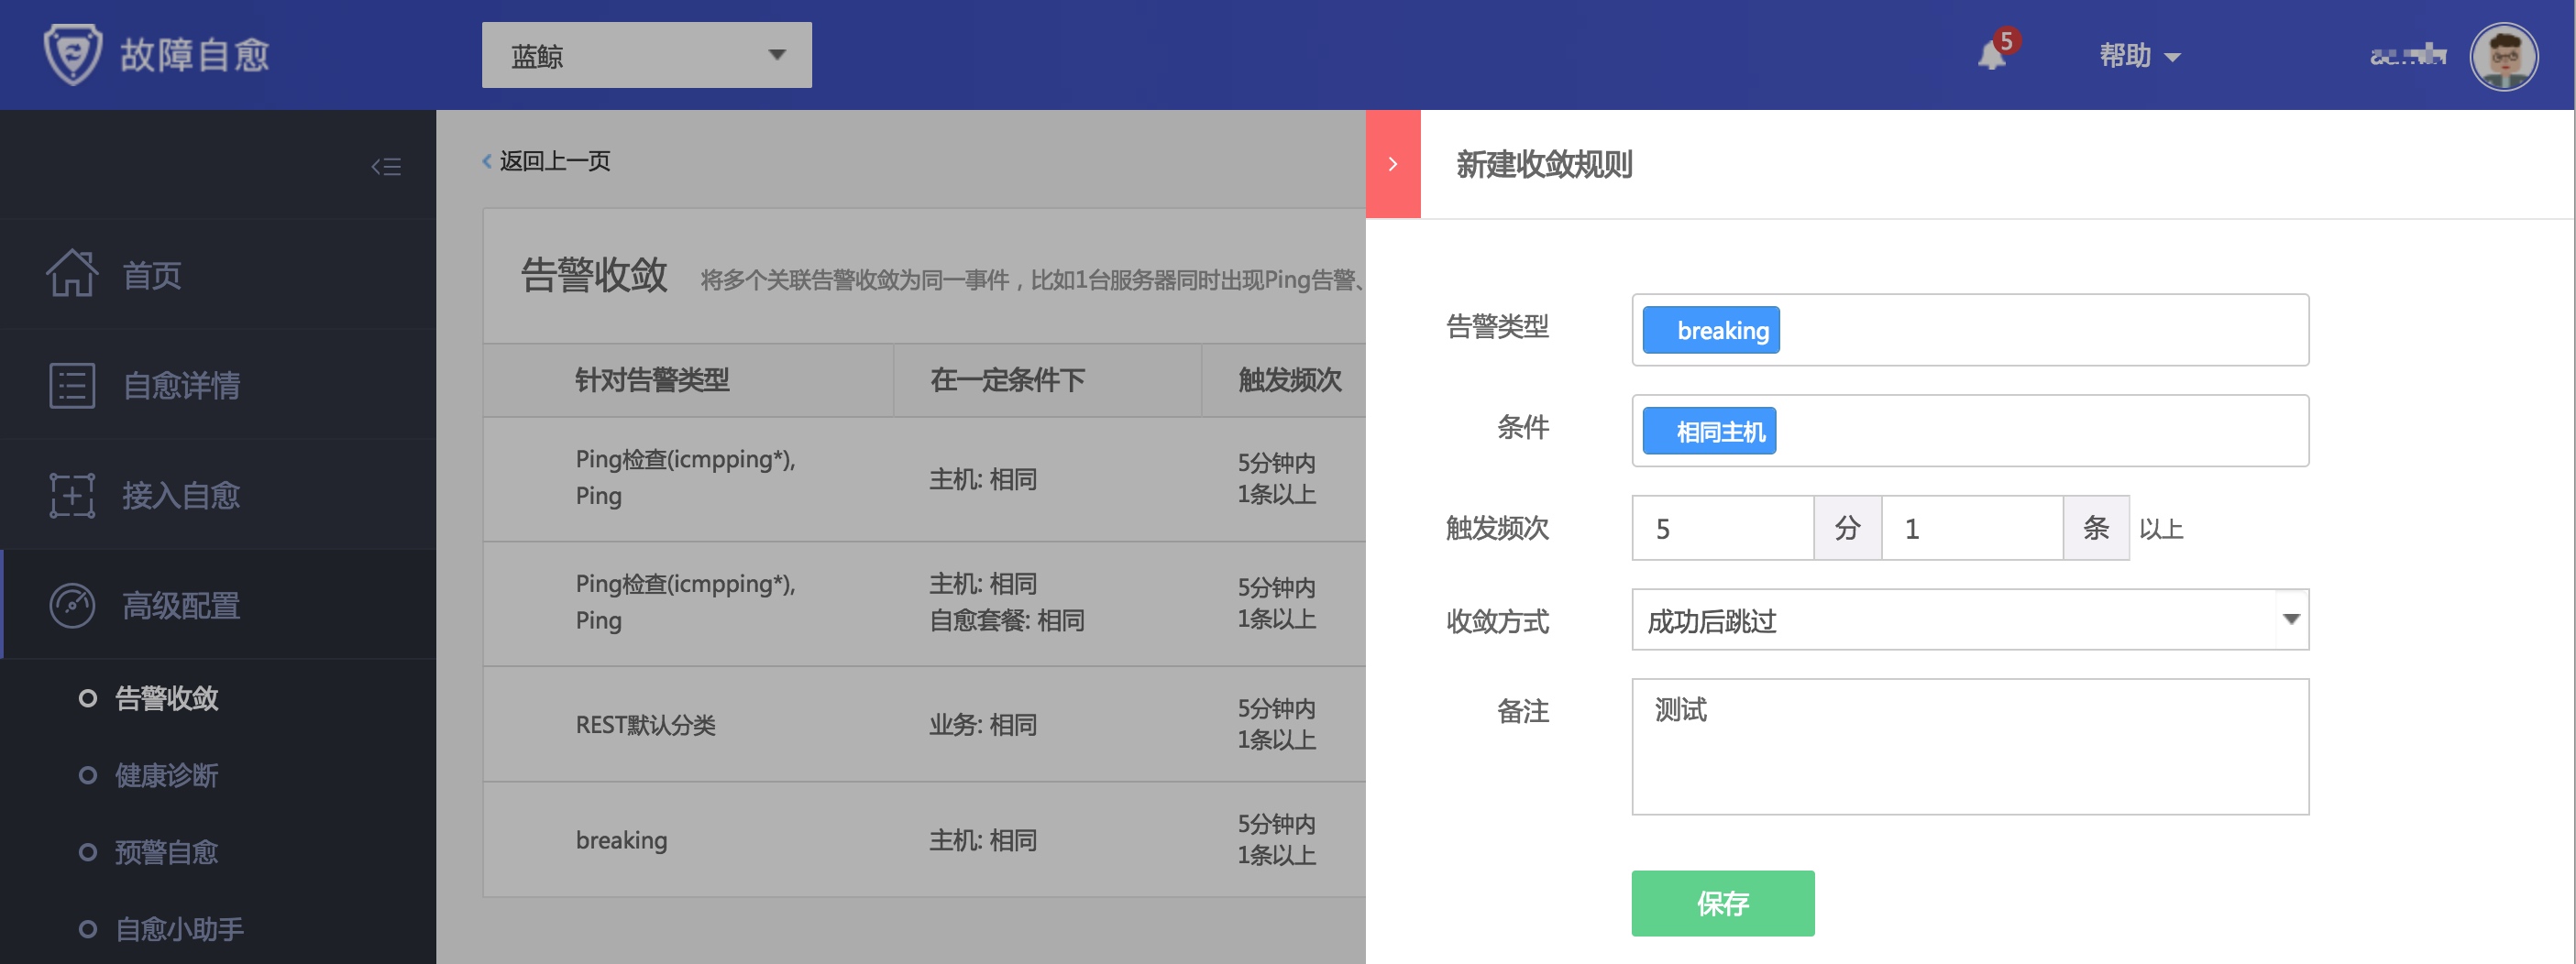 故障自愈
蓝鲸
5
帮助
首页
自愈详情
接入自愈
高级配置
告警收敛
健康诊断
预警自愈
自愈小助手
返回上一页
告警收敛 将多个关联告警收敛为同一事件，比如1台服务器同时出现Ping告警、
针对告警类型 在一定条件下 触发频次
Ping检查(icmpping*), 主机: 相同 5分钟内
Ping 1条以上
Ping检查(icmpping*), 主机: 相同 5分钟内
Ping 自愈套餐: 相同 1条以上
REST默认分类 业务: 相同 5分钟内
1条以上
breaking 主机: 相同 5分钟内
1条以上
新建收敛规则
告警类型 breaking
条件 相同主机
触发频次 5 分 1 条 以上
收敛方式 成功后跳过
备注 测试
保存